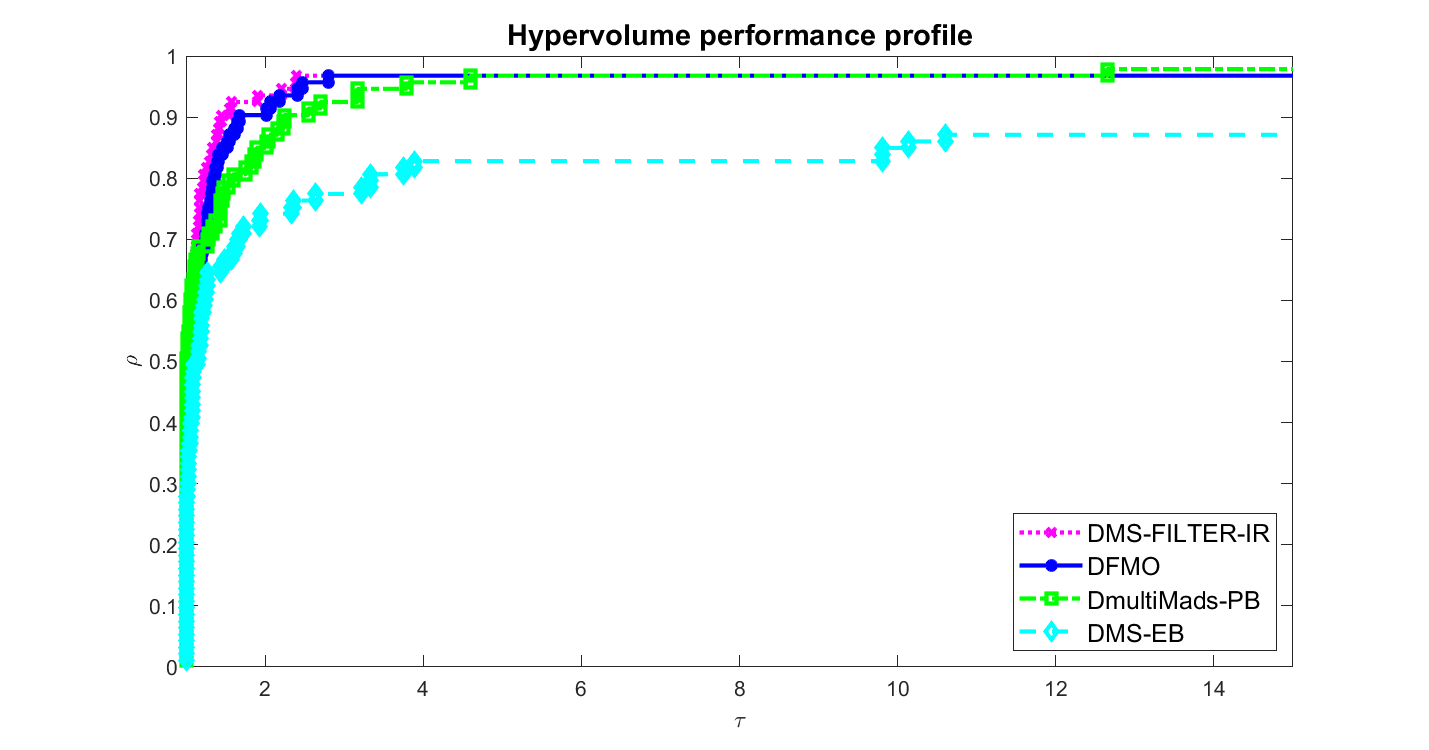 Hypervolume performance profile
1
0.9
0.8
0.7
0.6
0.5
0.4
0.3
0.2
0.1
0
ρ
2 4 6 8 10 12 14
τ
DMS-FILTER-IR
DFMO
DmultiMads-PB
DMS-EB